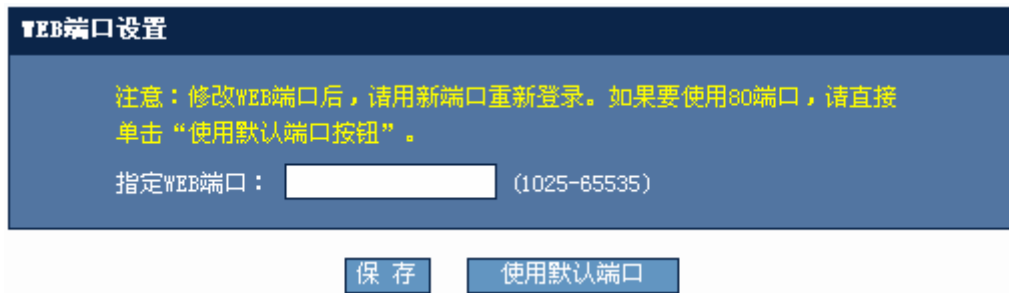 WEB端口设置
注意：修改WEB端口后，请用新端口重新登录。如果要使用80端口，请直接
单击“使用默认端口按钮”。
指定WEB端口： (1025-65535)
保 存 使用默认端口